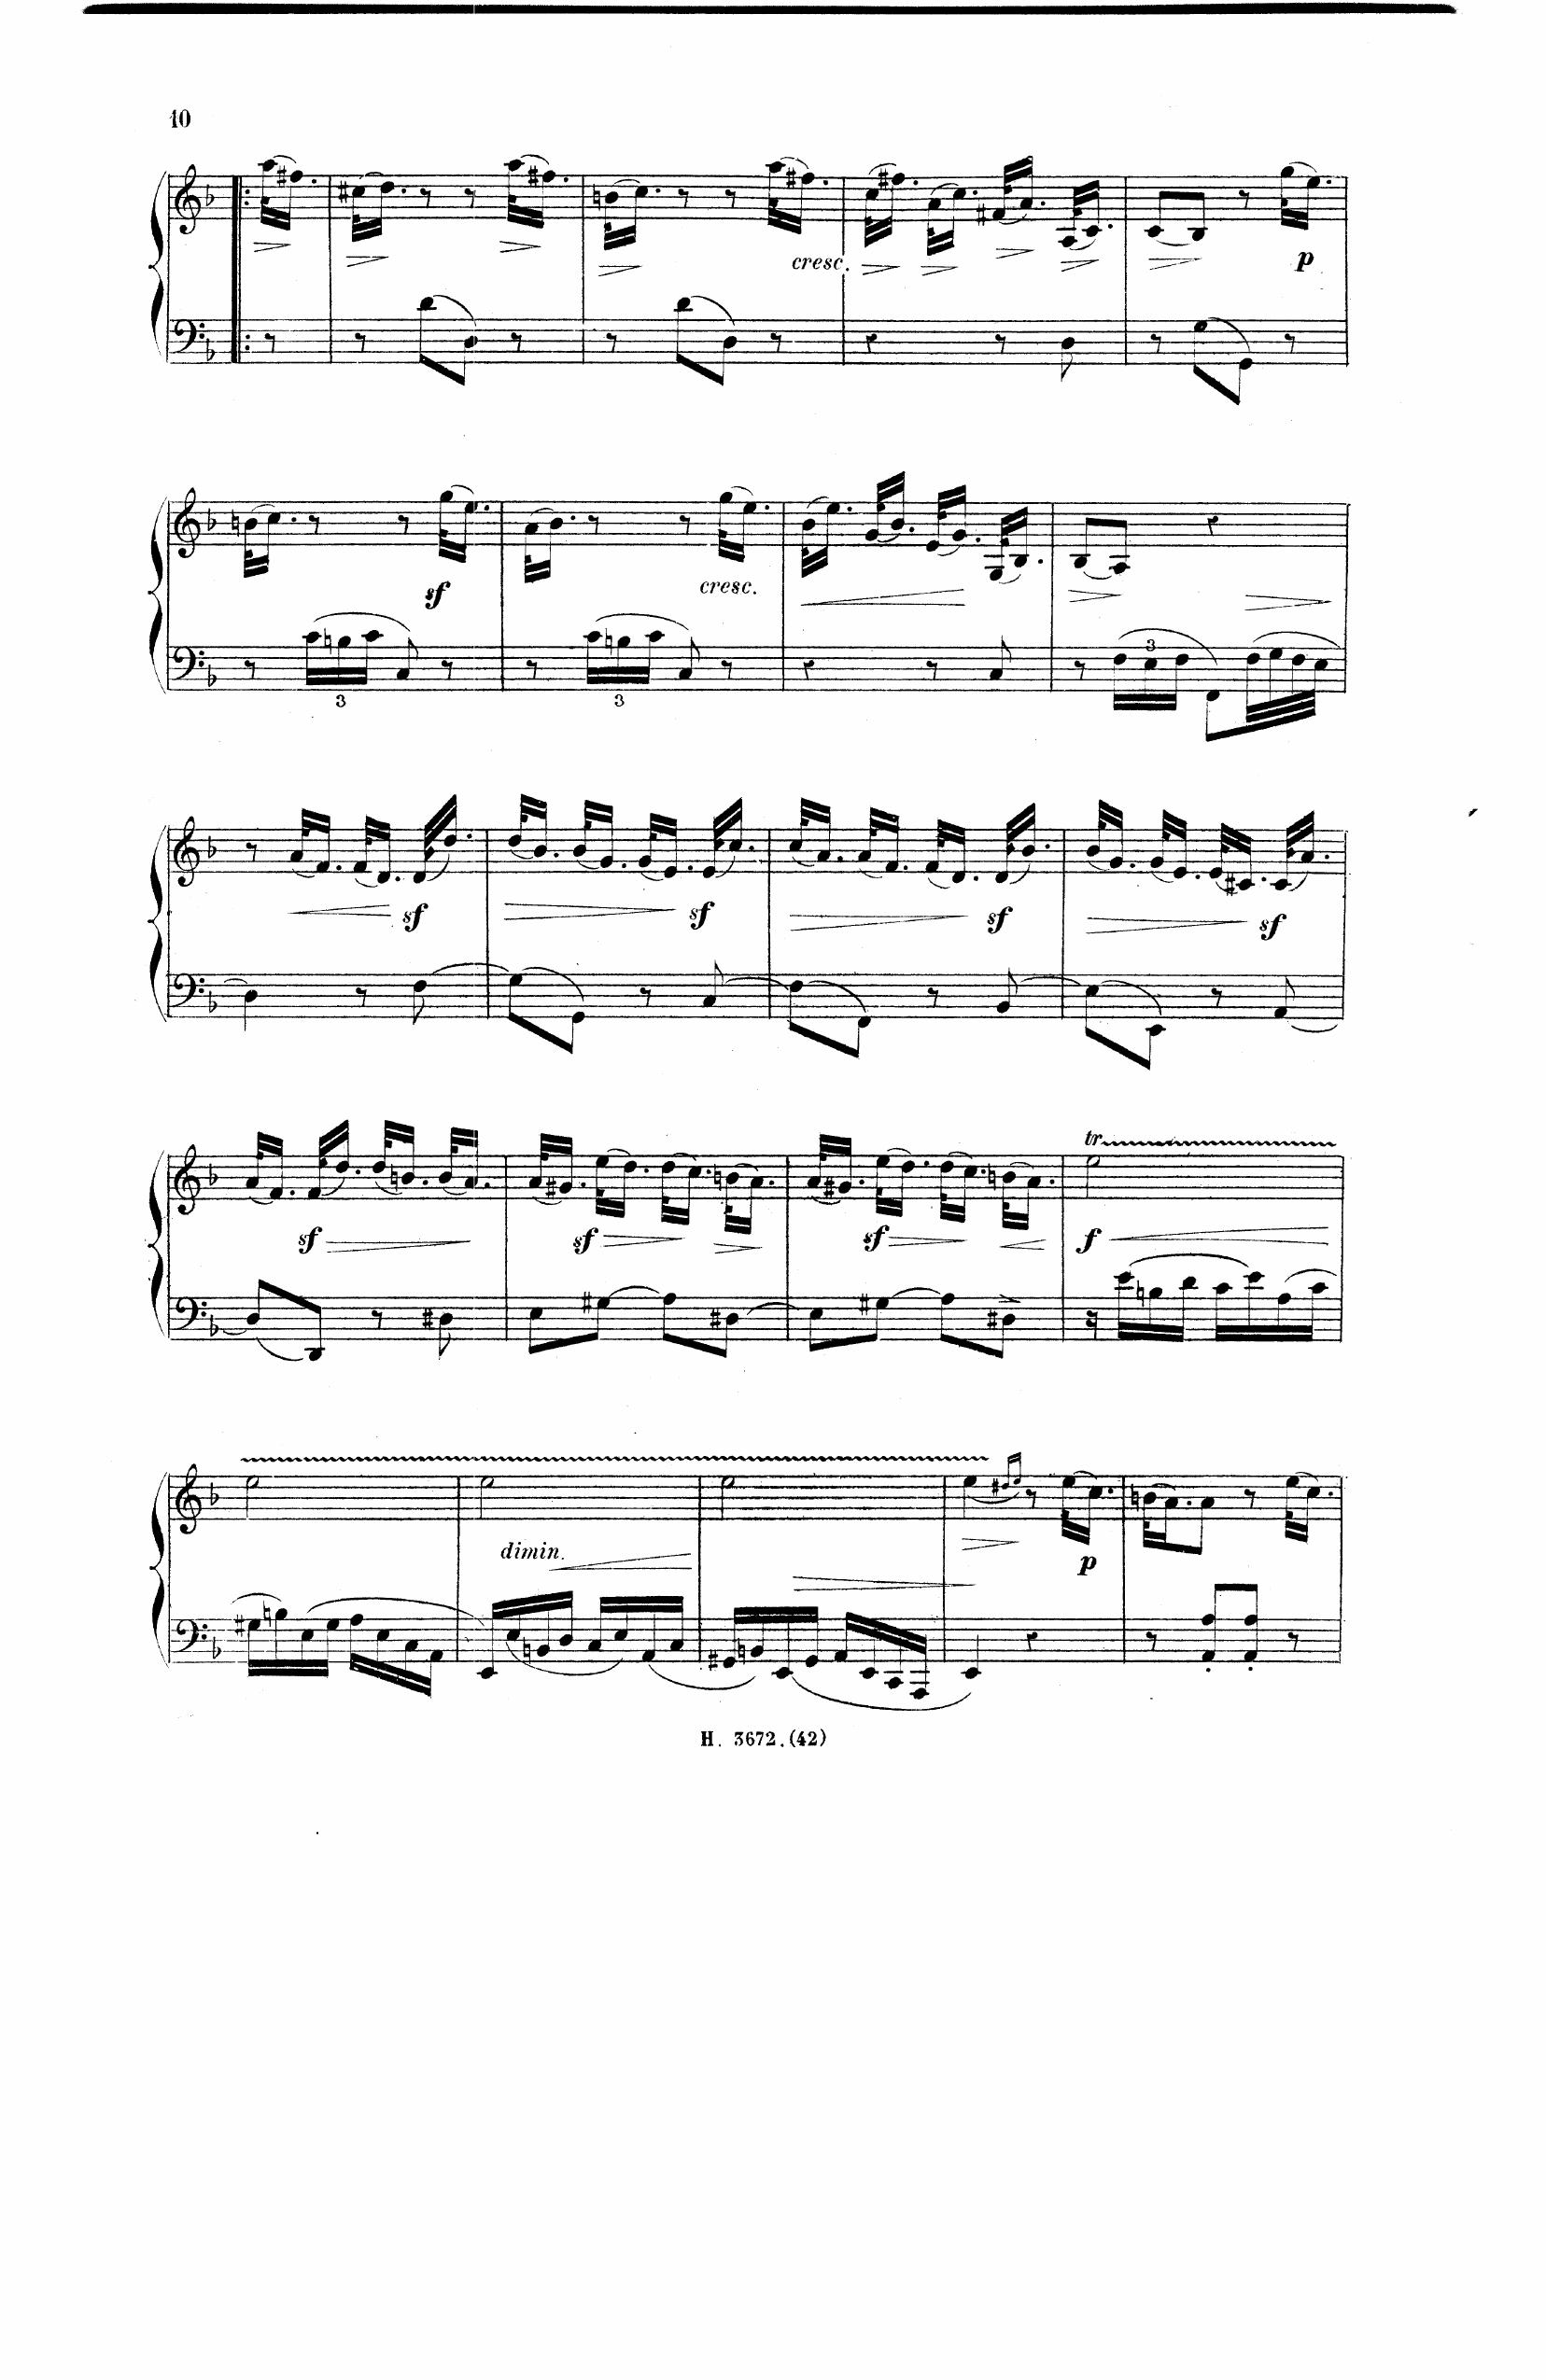 10
cresc.
p
sf
cresc.
3
3
3
sf
sf
sf
sf
tr
sf
sf
sf
f
dimin.
p
H. 3672.(42)